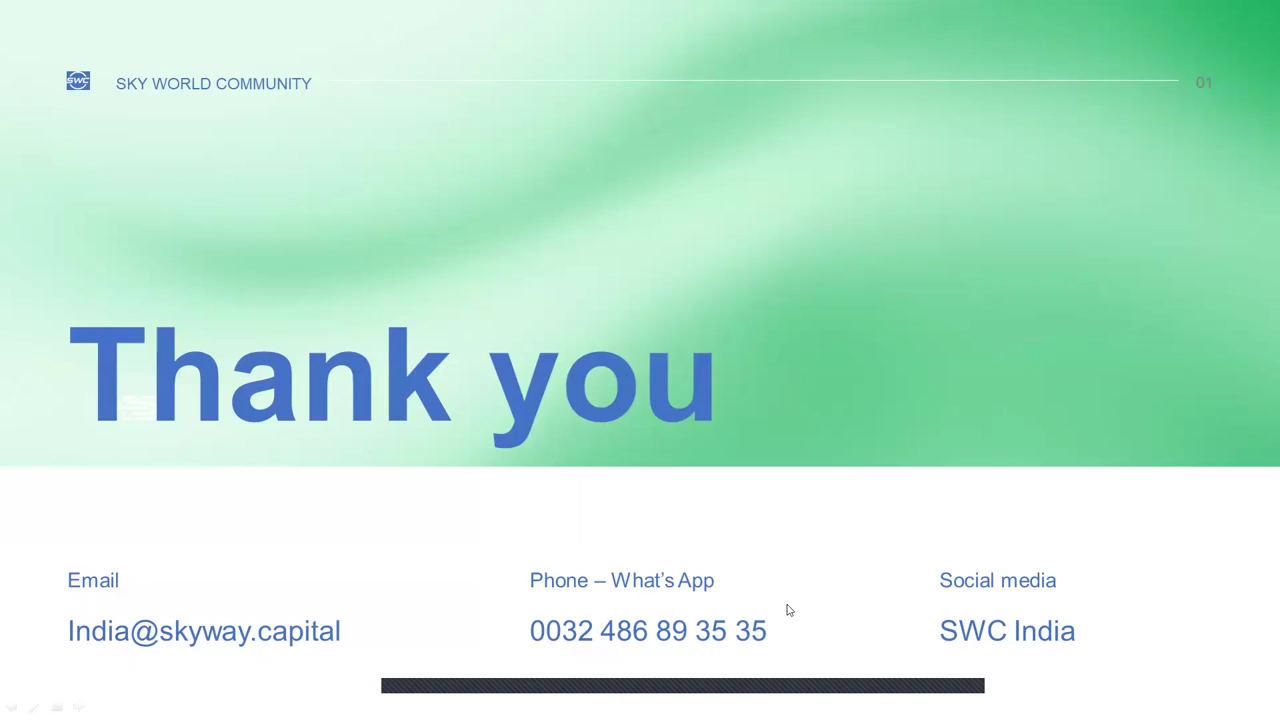 SWC
SKY WORLD COMMUNITY
01
Thank you
Email
Phone – What’s App
Social media
India@skyway.capital
0032 486 89 35 35
SWC India